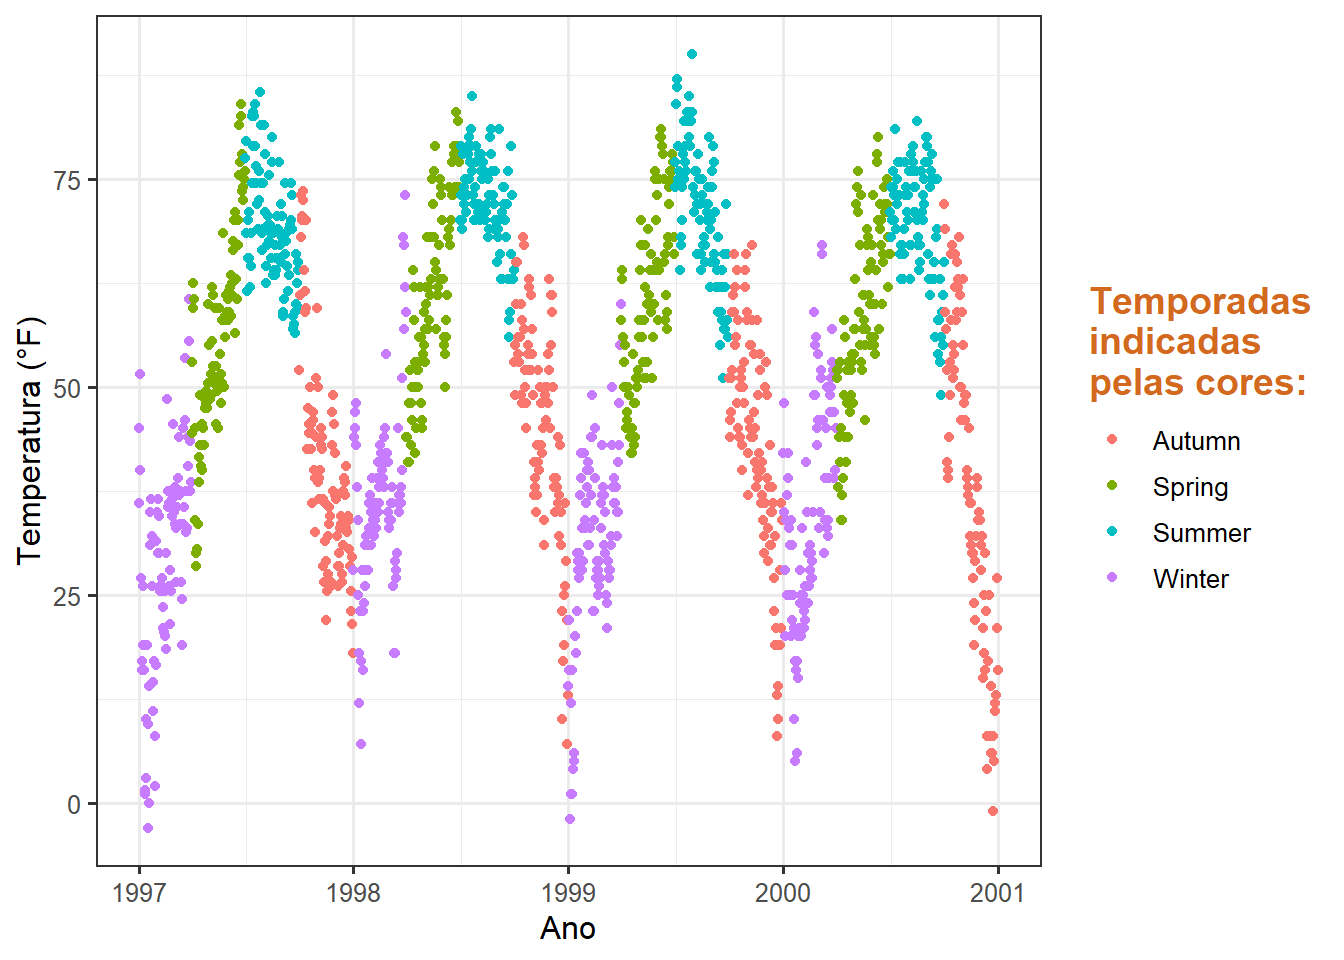 Temperatura (°F)
75
50
25
0
1997 1998 1999 2000 2001
Ano
Temporadas
indicadas
pelas cores:
Autumn
Spring
Summer
Winter